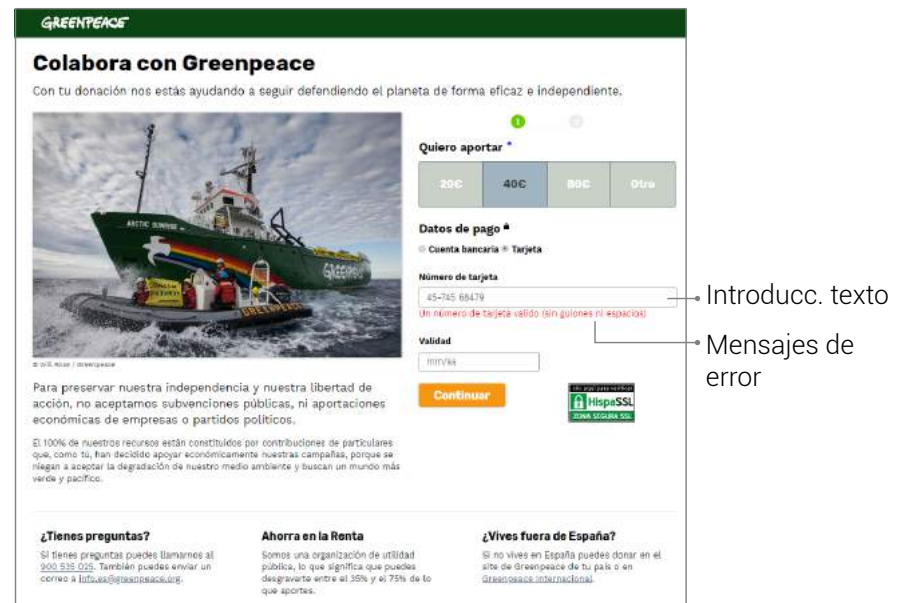 GREENPEACE
Colabora con Greenpeace
Con tu donación nos estás ayudando a seguir defendiendo el planeta de forma eficaz e independiente.
1
Quiero aportar *
20€ 40€ 80€ Otro
ARCTIC SUNRISE
GREENPEACE
GREENPEACE
Datos de pago
Cuenta bancaria Tarjeta
Número de tarjeta
45-745 68479
Un número de tarjeta valido (sin guiones ni espacios)
Validad
mm/aa
Continuar
HispaSSL
ZONA SEGURA SSL
Introducc. texto
Mensajes de
error
/ Greenpeace
Para preservar nuestra independencia y nuestra libertad de
acción, no aceptamos subvenciones públicas, ni aportaciones
económicas de empresas o partidos políticos.
El 100% de nuestros recursos están constituidos por contribuciones de particulares
que, como tú, han decidido apoyar económicamente nuestras campañas, porque se
niegan a aceptar la degradación de nuestro medio ambiente y buscan un mundo más
verde y pacífico.
¿Tienes preguntas?
Si tienes preguntas puedes llamarnos al
900 535 025. También puedes enviar un
correo a info.es@greenpeace.org.
Ahorra en la Renta
Somos una organización de utilidad
pública, lo que significa que puedes
desgravarte entre el 35% y el 75% de lo
que aportes.
¿Vives fuera de España?
Si no vives en España puedes donar en el
site de Greenpeace de tu país o en
Greenpeace Internacional.